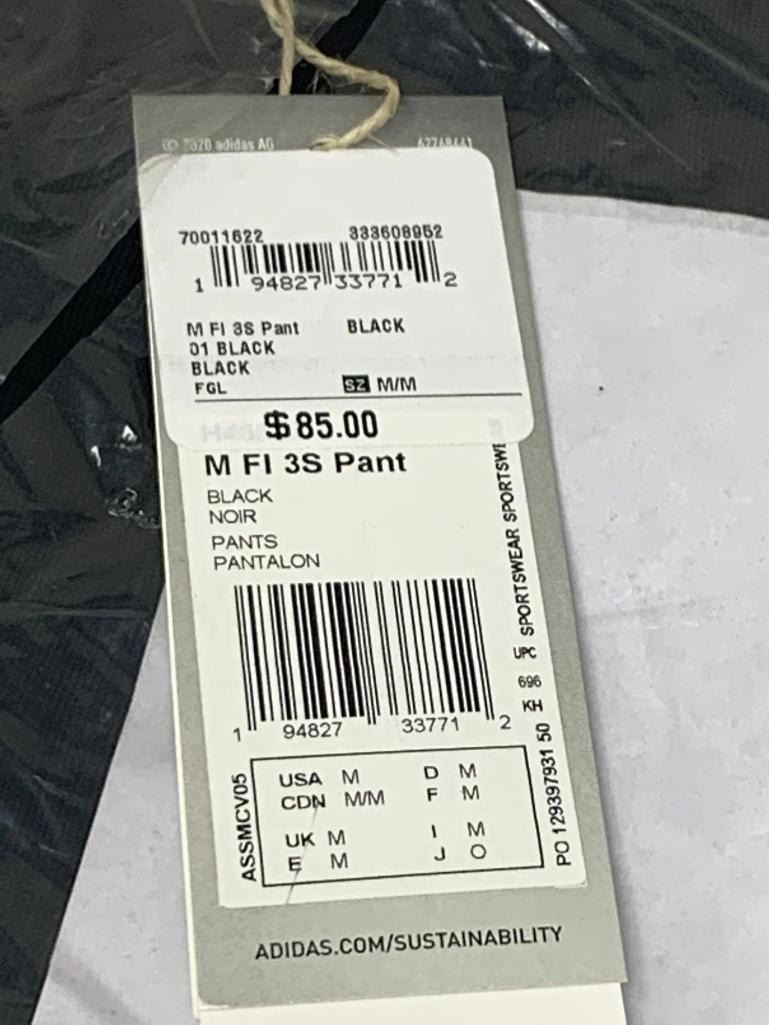 © 2020 adidas AG 62768441
70011622 333608952
1 94827 33771 2
M FI 3S Pant BLACK
01 BLACK
BLACK
FGL SZ M/M
$85.00
M FI 3S Pant
BLACK
NOIR
PANTS
PANTALON
1 94827 33771 2
USA M D M
CDN M/M F M
UK M I M
E M J O
ASSMCV05
PO 129397931 50 KH 696 UPC SPORTSWEAR
ADIDAS.COM/SUSTAINABILITY